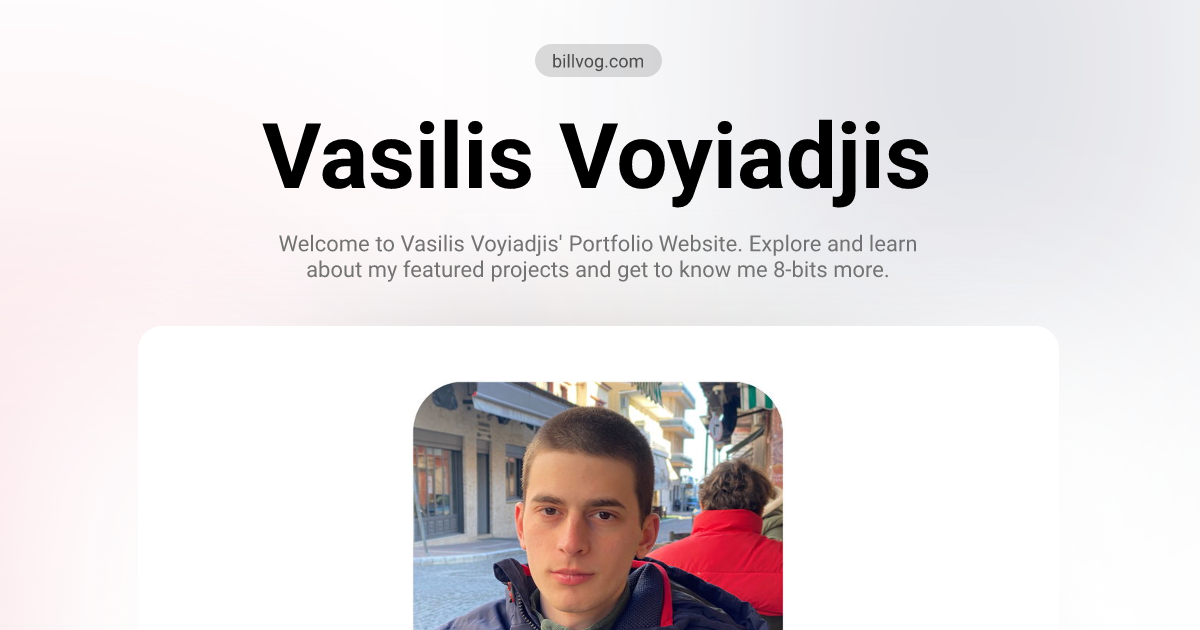 billvog.com
Vasilis Voyiadjis
Welcome to Vasilis Voyiadjis' Portfolio Website. Explore and learn
about my featured projects and get to know me 8-bits more.